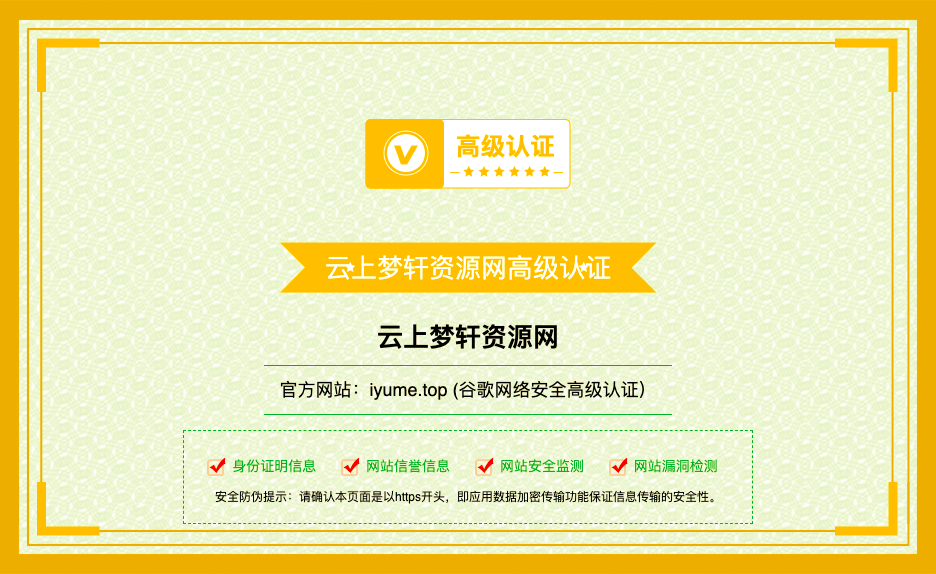 高级认证
云上梦轩资源网高级认证
云上梦轩资源网
官方网站：iyume.top (谷歌网络安全高级认证）
身份证明信息 网站信誉信息 网站安全监测 网站漏洞检测
安全防伪提示：请确认本页面是以https开头，即应用数据加密传输功能保证信息传输的安全性。